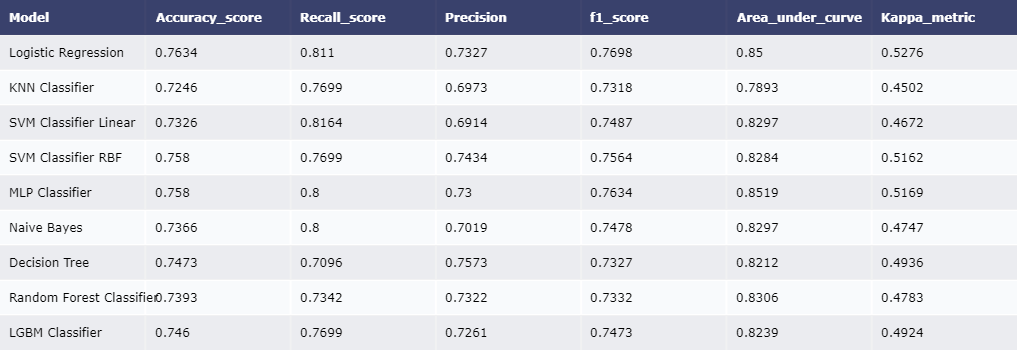 Model Accuracy_score Recall_score Precision f1_score Area_under_curve Kappa_metric
Logistic Regression 0.7634 0.811 0.7327 0.7698 0.85 0.5276
KNN Classifier 0.7246 0.7699 0.6973 0.7318 0.7893 0.4502
SVM Classifier Linear 0.7326 0.8164 0.6914 0.7487 0.8297 0.4672
SVM Classifier RBF 0.758 0.7699 0.7434 0.7564 0.8284 0.5162
MLP Classifier 0.758 0.8 0.73 0.7634 0.8519 0.5169
Naive Bayes 0.7366 0.8 0.7019 0.7478 0.8297 0.4747
Decision Tree 0.7473 0.7096 0.7573 0.7327 0.8212 0.4936
Random Forest Classifier 0.7393 0.7342 0.7322 0.7332 0.8306 0.4783
LGBM Classifier 0.746 0.7699 0.7261 0.7473 0.8239 0.4924